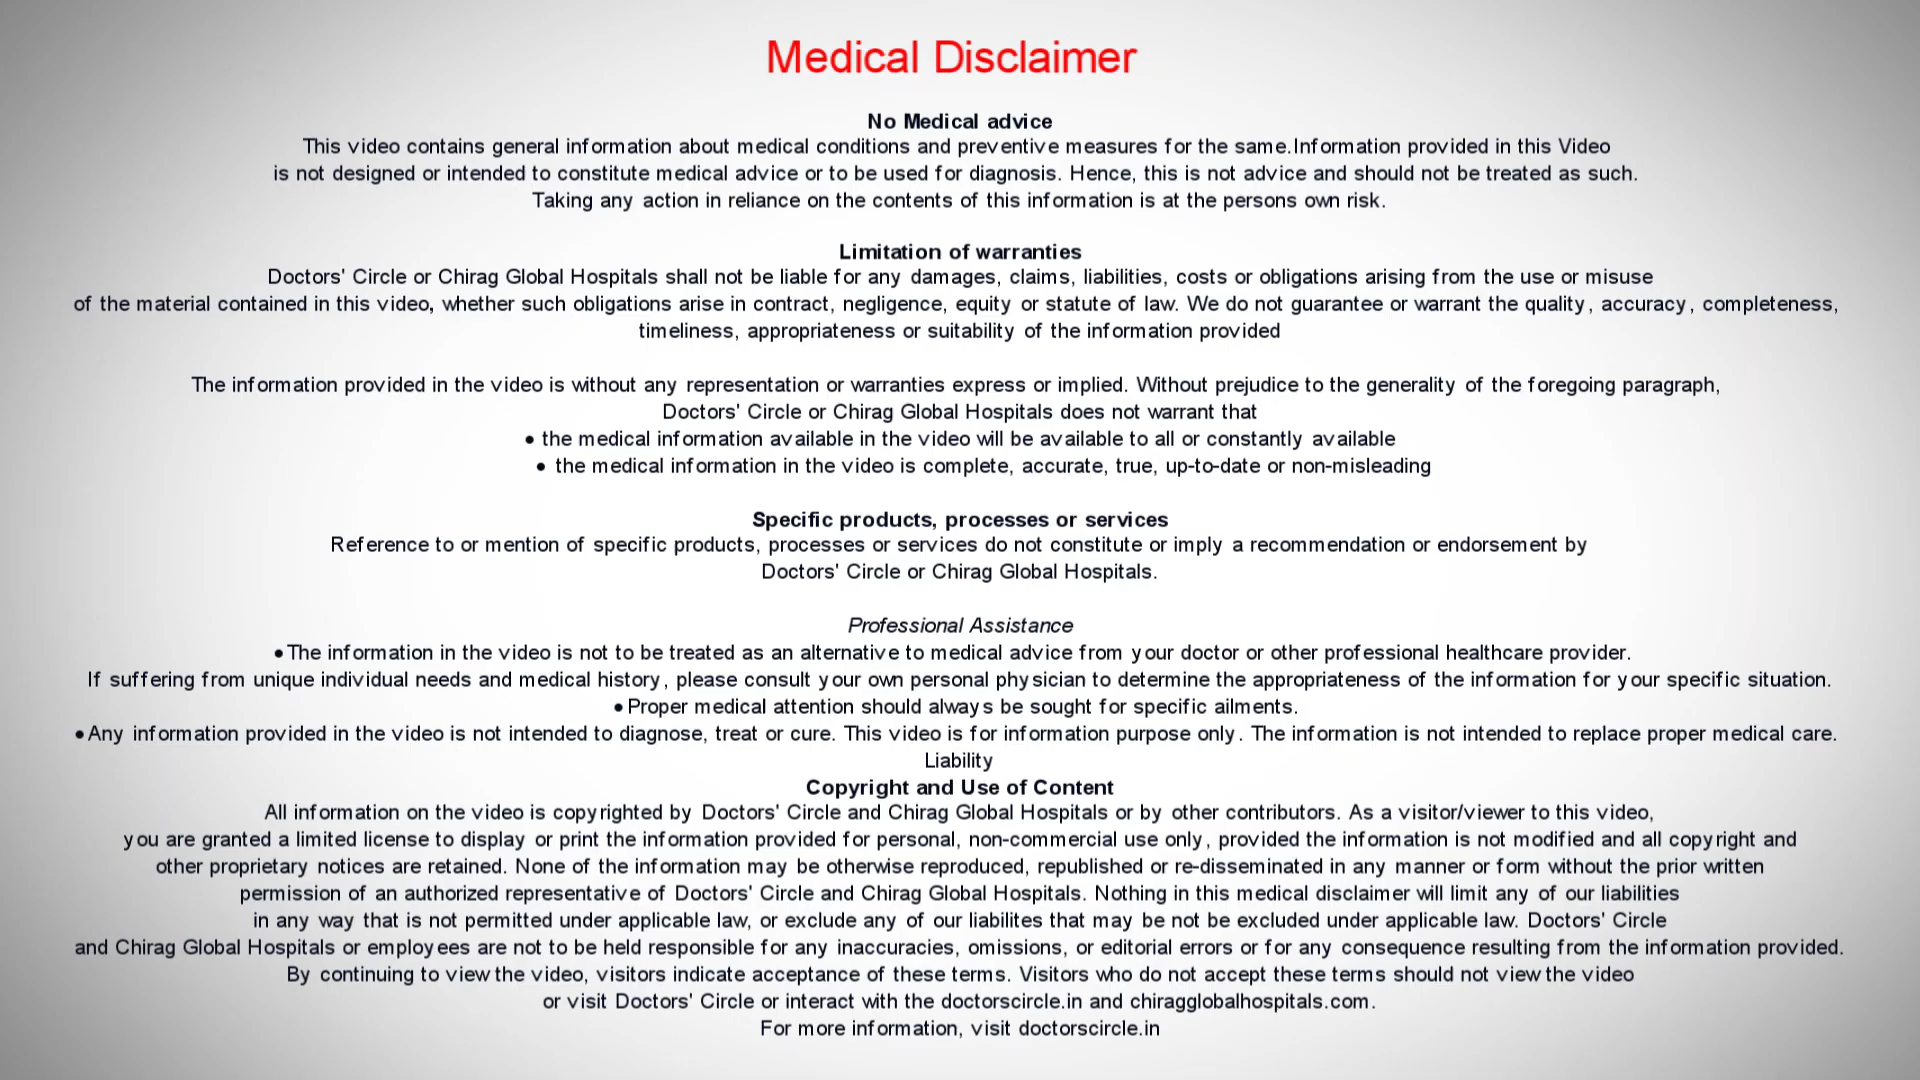 Medical Disclaimer
No Medical advice
This video contains general information about medical conditions and preventive measures for the same.Information provided in this Video
is not designed or intended to constitute medical advice or to be used for diagnosis. Hence, this is not advice and should not be treated as such.
Taking any action in reliance on the contents of this information is at the persons own risk.
Limitation of warranties
Doctors' Circle or Chirag Global Hospitals shall not be liable for any damages, claims, liabilities, costs or obligations arising from the use or misuse
of the material contained in this video, whether such obligations arise in contract, negligence, equity or statute of law. We do not guarantee or warrant the quality, accuracy, completeness,
timeliness, appropriateness or suitability of the information provided
The information provided in the video is without any representation or warranties express or implied. Without prejudice to the generality of the foregoing paragraph,
Doctors' Circle or Chirag Global Hospitals does not warrant that
• the medical information available in the video will be available to all or constantly available
• the medical information in the video is complete, accurate, true, up-to-date or non-misleading
Specific products, processes or services
Reference to or mention of specific products, processes or services do not constitute or imply a recommendation or endorsement by
Doctors' Circle or Chirag Global Hospitals.
Professional Assistance
•The information in the video is not to be treated as an alternative to medical advice from your doctor or other professional healthcare provider.
If suffering from unique individual needs and medical history, please consult your own personal physician to determine the appropriateness of the information for your specific situation.
•Proper medical attention should always be sought for specific ailments.
•Any information provided in the video is not intended to diagnose, treat or cure. This video is for information purpose only. The information is not intended to replace proper medical care.
Liability
Copyright and Use of Content
All information on the video is copyrighted by Doctors' Circle and Chirag Global Hospitals or by other contributors. As a visitor/viewer to this video,
you are granted a limited license to display or print the information provided for personal, non-commercial use only, provided the information is not modified and all copyright and
other proprietary notices are retained. None of the information may be otherwise reproduced, republished or re-disseminated in any manner or form without the prior written
permission of an authorized representative of Doctors' Circle and Chirag Global Hospitals. Nothing in this medical disclaimer will limit any of our liabilities
in any way that is not permitted under applicable law, or exclude any of our liabilites that may be not be excluded under applicable law. Doctors' Circle
and Chirag Global Hospitals or employees are not to be held responsible for any inaccuracies, omissions, or editorial errors or for any consequence resulting from the information provided.
By continuing to view the video, visitors indicate acceptance of these terms. Visitors who do not accept these terms should not view the video
or visit Doctors' Circle or interact with the doctorscircle.in and chiragglobalhospitals.com.
For more information, visit doctorscircle.in